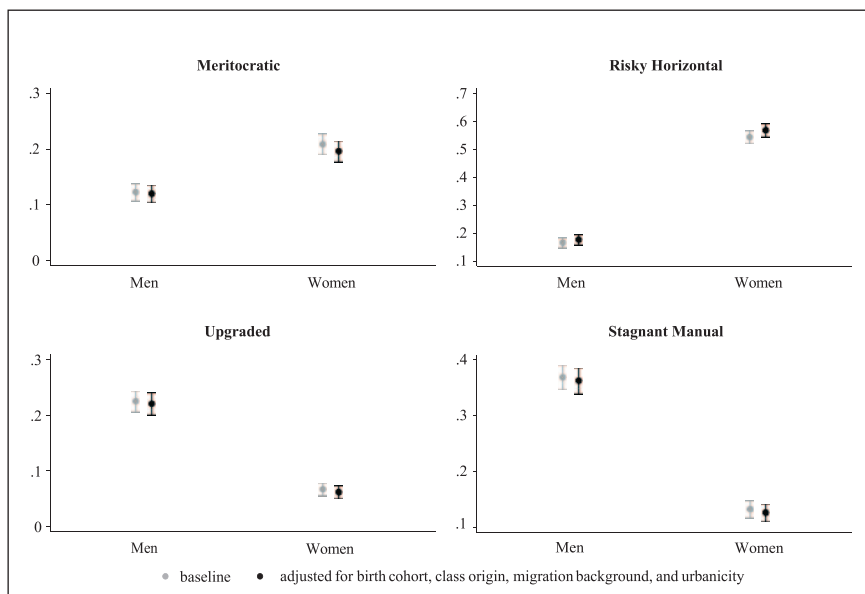 Meritocratic
.3
.2
.1
0
Men Women
Risky Horizontal
.7
.6
.5
.4
.3
.2
.1
Men Women
Upgraded
.3
.2
.1
0
Men Women
Stagnant Manual
.4
.3
.2
.1
Men Women
baseline adjusted for birth cohort, class origin, migration background, and urbanicity